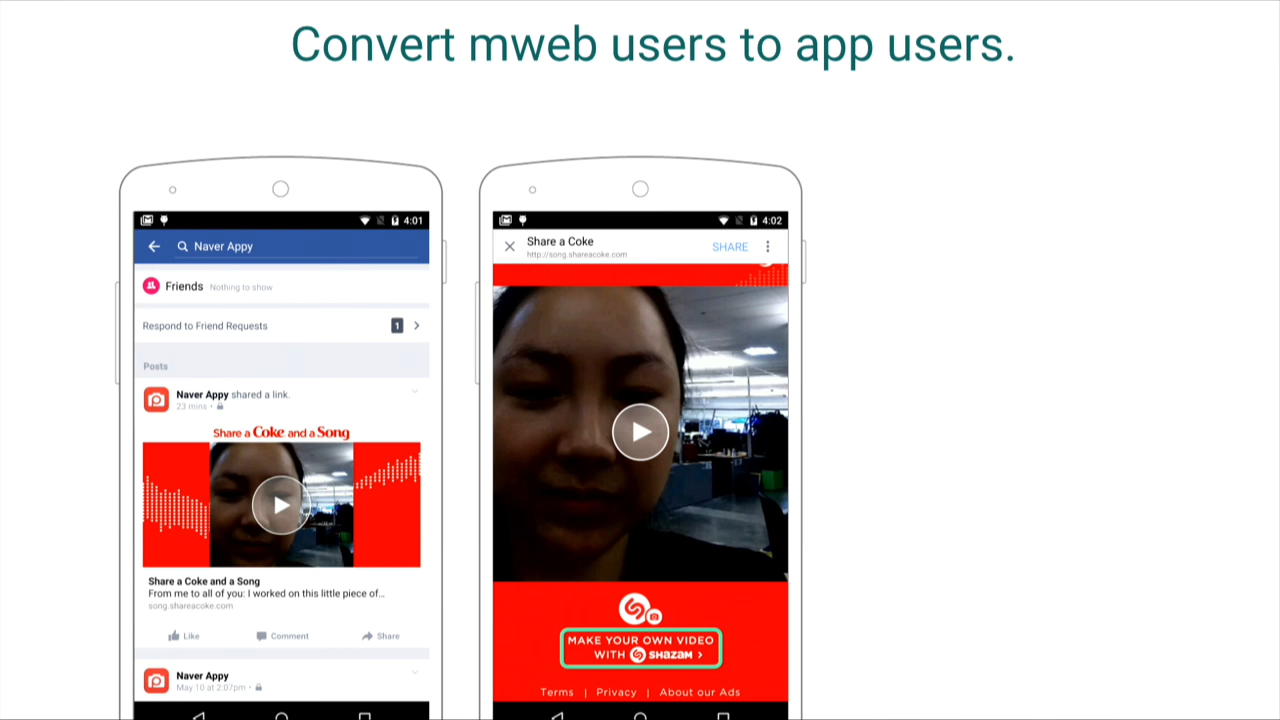 Convert mweb users to app users.
4:01
Naver Appy
Friends Nothing to show
Respond to Friend Requests 1
Posts
Naver Appy shared a link.
23 mins •
Share a Coke and a Song
Share a Coke and a Song
From me to all of you: I worked on this little piece of...
song.shareacoke.com
Like Comment Share
Naver Appy
May 10 at 2:07pm •
4:02
Share a Coke
http://song.shareacoke.com
SHARE
MAKE YOUR OWN VIDEO
WITH SHAZAM >
Terms | Privacy | About our Ads